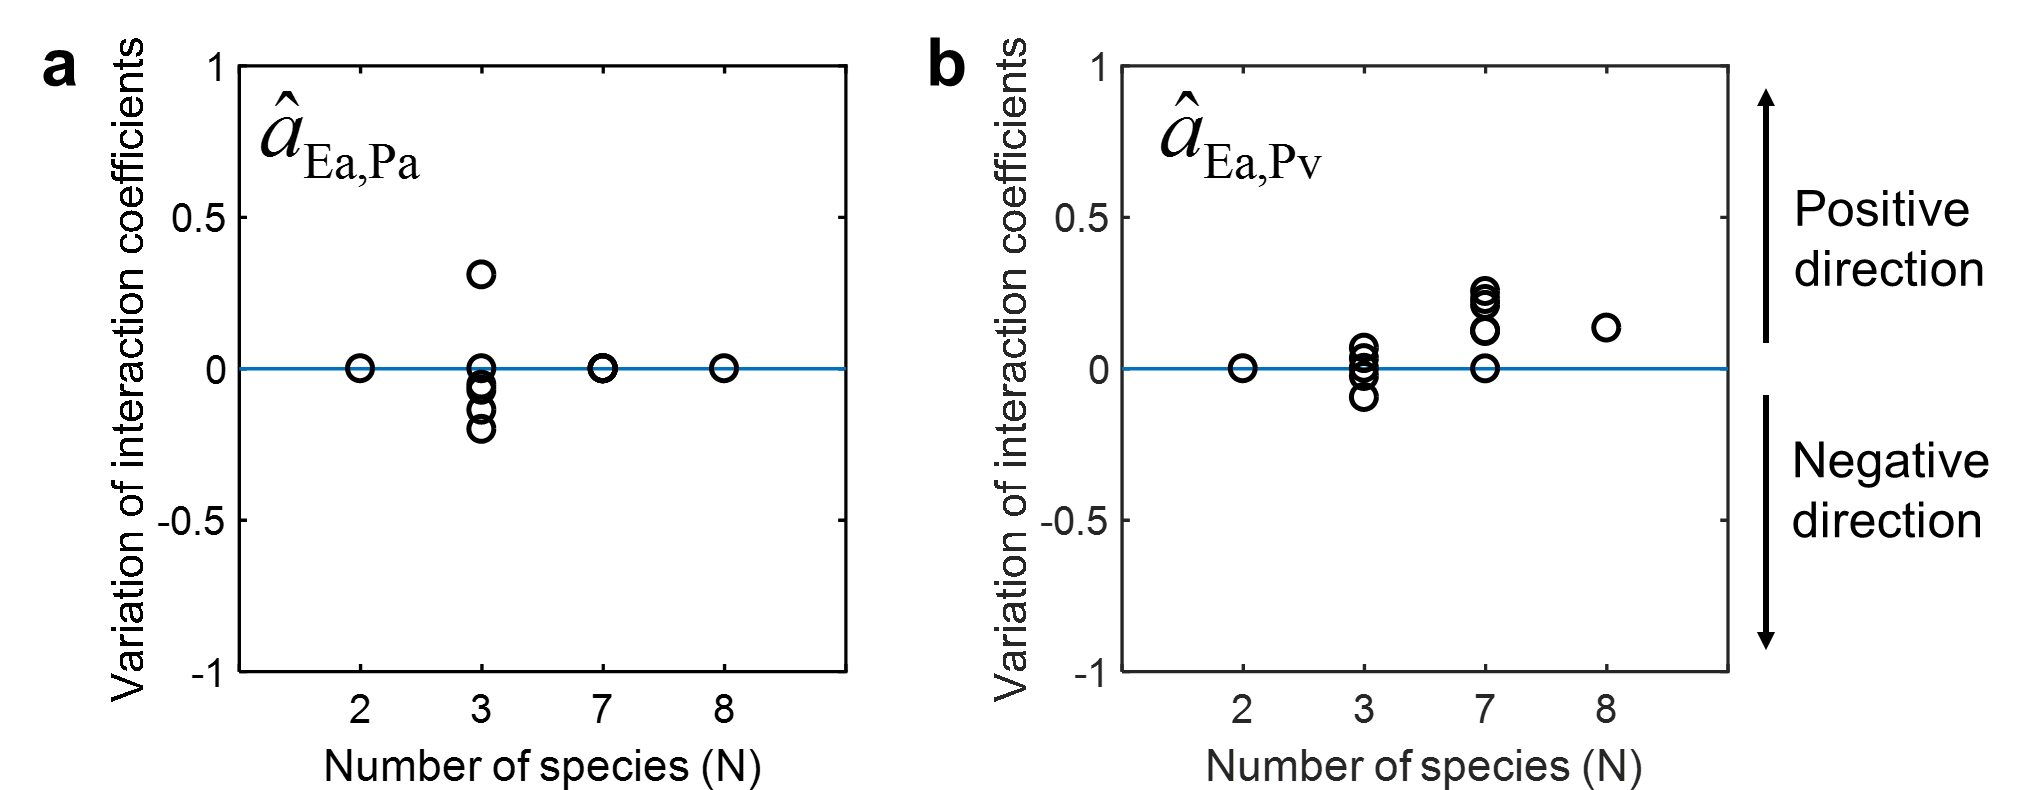 a
Variation of interaction coefficients
1
0.5
0
-0.5
-1
â Ea,Pa
2 3 7 8
Number of species (N)
b
Variation of interaction coefficients
1
0.5
0
-0.5
-1
â Ea,Pv
2 3 7 8
Number of species (N)
Positive
direction
Negative
direction